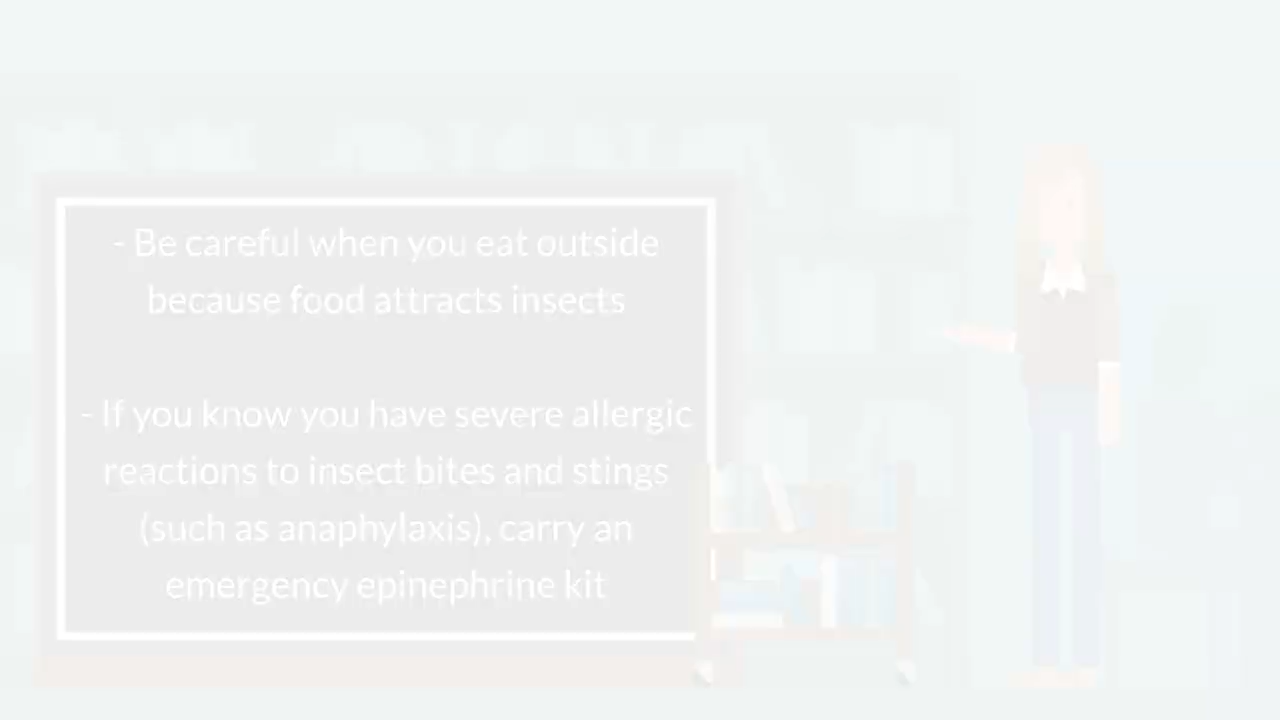 - Be careful when you eat outside
because food attracts insects
- If you know you have severe allergic
reactions to insect bites and stings
(such as anaphylaxis), carry an
emergency epinephrine kit